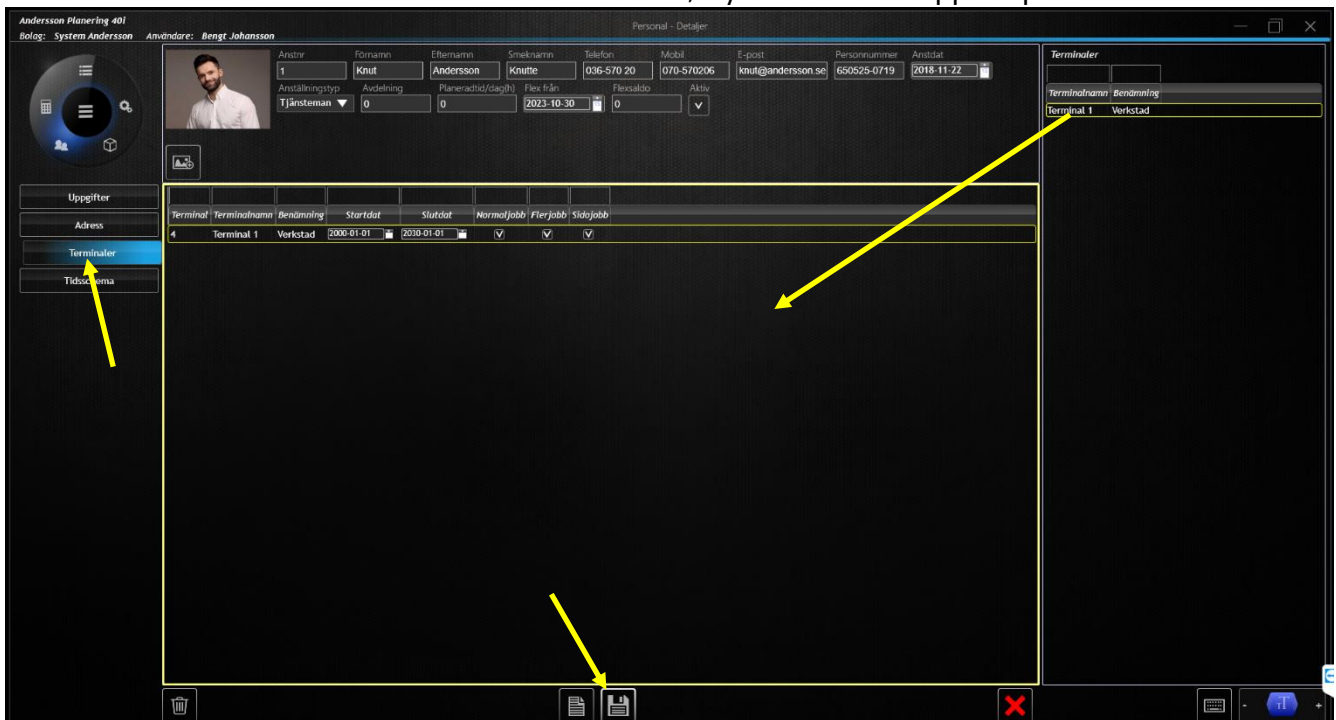 Andersson Planering 40i
Personal - Detaljer
Bolag: System Andersson Användare: Bengt Johansson
Anstnr Förnamn Efternamn Smeknamn Telefon Mobil E-post Personnummer Anstdat
1 Knut Andersson Knutte 036-570 20 070-570206 knut@andersson.se 650525-0719 2018-11-22
Anställningstyp Avdelning Planeradtid/dag(h) Flex från Flexsaldo Aktiv
Tjänsteman 0 0 2023-10-30 0
Terminaler
Terminalnamn Benämning
Terminal 1 Verkstad
Uppgifter
Adress
Terminaler
Tidsschema
Terminal Terminalnamn Benämning Startdat Slutdat Normaljobb Flerjobb Sidojobb
4 Terminal 1 Verkstad 2000-01-01 2030-01-01
- tT +